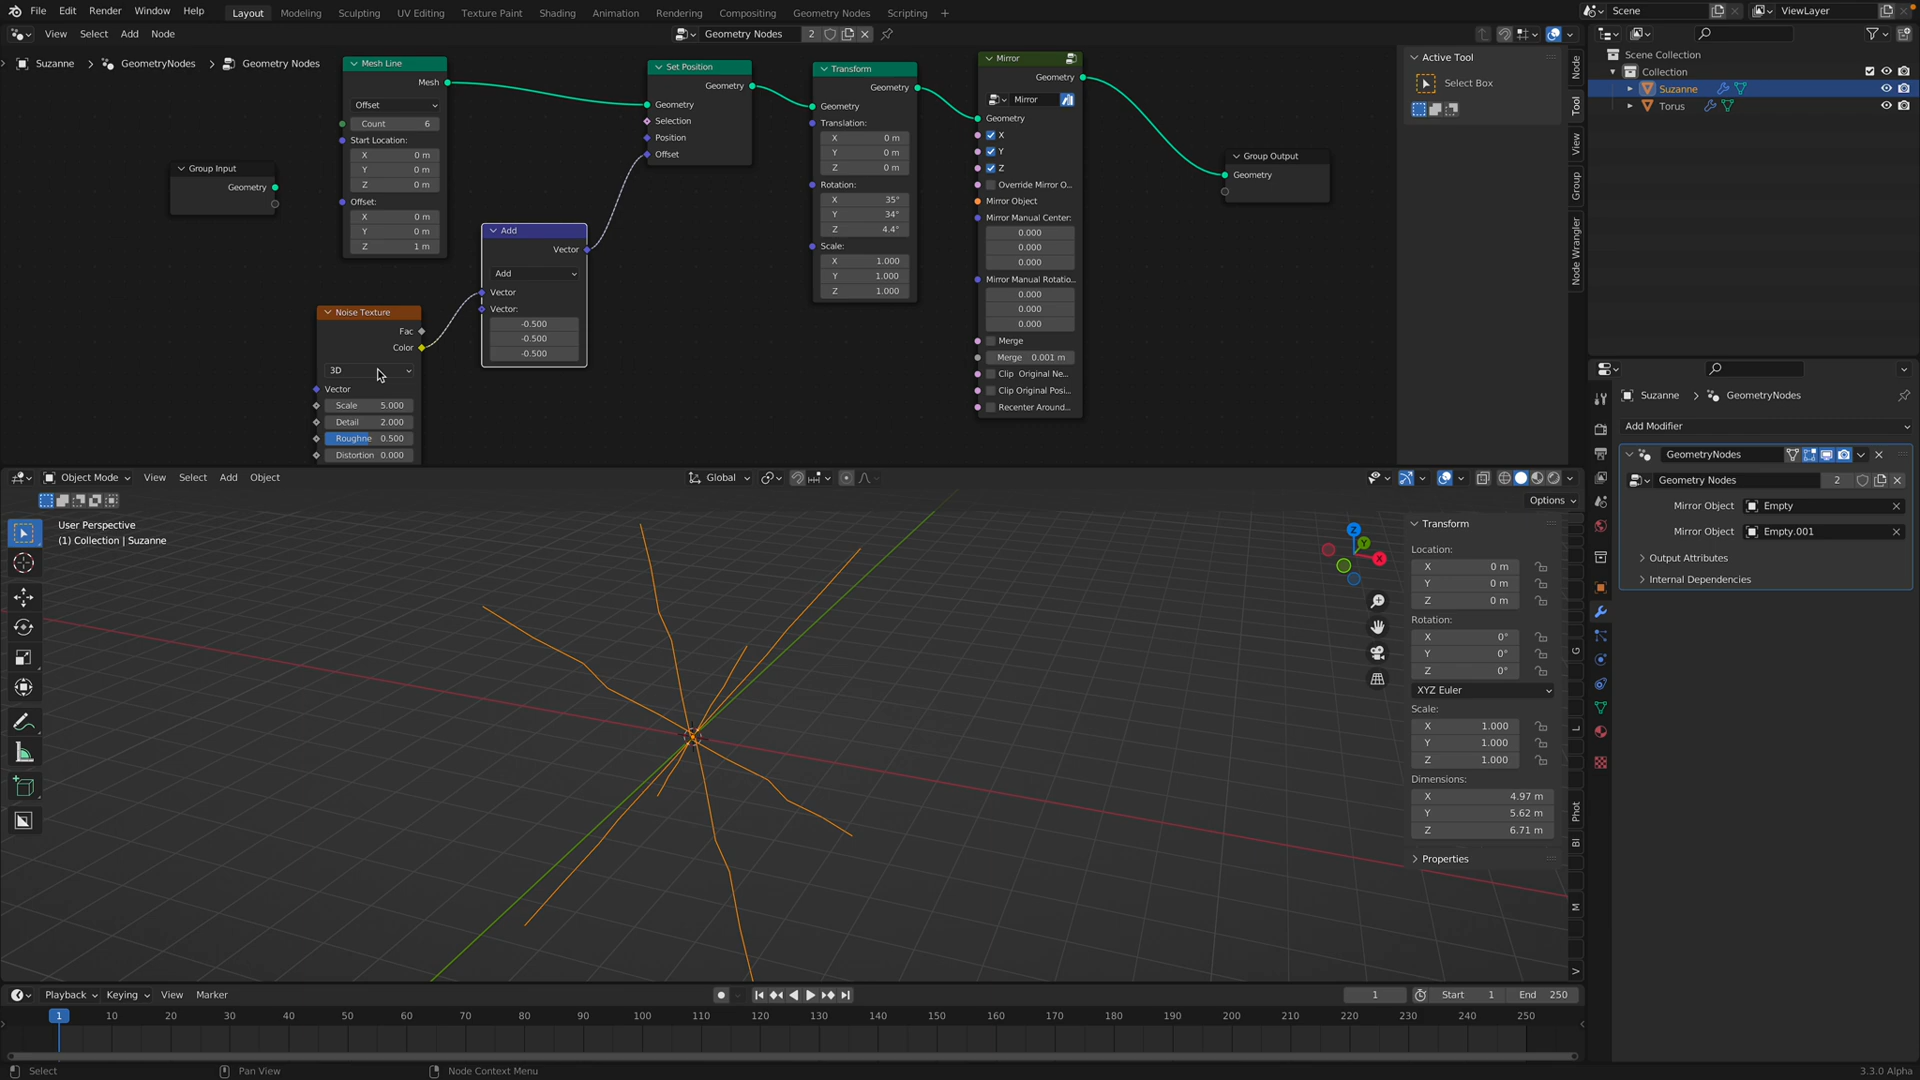 File Edit Render Window Help Layout Modeling Sculpting UV Editing Texture Paint Shading Animation Rendering Compositing Geometry Nodes Scripting + Scene ViewLayer
View Select Add Node Geometry Nodes 2
Suzanne > GeometryNodes > Geometry Nodes
Group Input
Geometry
Mesh Line
Mesh
Offset
Count 6
Start Location:
X 0 m
Y 0 m
Z 0 m
Offset:
X 0 m
Y 0 m
Z 1 m
Noise Texture
Fac
Color
3D
Vector
Scale 5.000
Detail 2.000
Roughne 0.500
Distortion 0.000
Add
Vector
Add
Vector
Vector:
-0.500
-0.500
-0.500
Set Position
Geometry
Geometry
Selection
Position
Offset
Transform
Geometry
Geometry
Translation:
X 0 m
Y 0 m
Z 0 m
Rotation:
X 35°
Y 34°
Z 4.4°
Scale:
X 1.000
Y 1.000
Z 1.000
Mirror
Geometry
Mirror
Geometry
X
Y
Z
Override Mirror O...
Mirror Object
Mirror Manual Center:
0.000
0.000
0.000
Mirror Manual Rotatio...
0.000
0.000
0.000
Merge
Merge 0.001 m
Clip Original Ne...
Clip Original Posi...
Recenter Around...
Group Output
Geometry
Active Tool
Select Box
Node
Tool
View
Group
Node Wrangler
Scene Collection
Collection
Suzanne
Torus
Suzanne > GeometryNodes
Add Modifier
GeometryNodes
Geometry Nodes 2
Mirror Object Empty
Mirror Object Empty.001
Output Attributes
Internal Dependencies
Object Mode View Select Add Object Global
Options
User Perspective
(1) Collection | Suzanne
Z
Y
X
Transform
Location:
X 0 m
Y 0 m
Z 0 m
Rotation:
X 0°
Y 0°
Z 0°
XYZ Euler
Scale:
X 1.000
Y 1.000
Z 1.000
Dimensions:
X 4.97 m
Y 5.62 m
Z 6.71 m
Properties
G
L
Phot
BI
M
V
Playback Keying View Marker 1 Start 1 End 250
1 10 20 30 40 50 60 70 80 90 100 110 120 130 140 150 160 170 180 190 200 210 220 230 240 250
Select Pan View Node Context Menu 3.3.0 Alpha